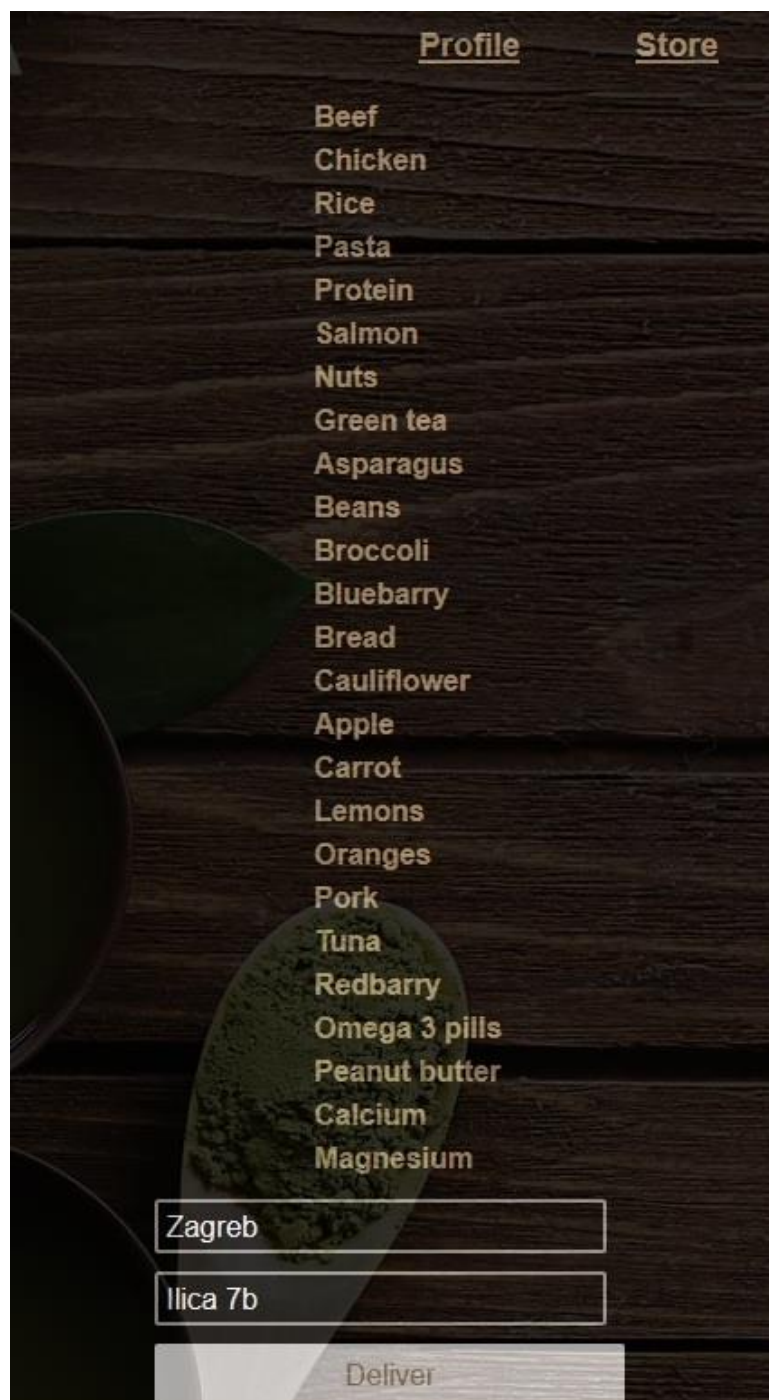 Profile Store
Beef
Chicken
Rice
Pasta
Protein
Salmon
Nuts
Green tea
Asparagus
Beans
Broccoli
Bluebarry
Bread
Cauliflower
Apple
Carrot
Lemons
Oranges
Pork
Tuna
Redbarry
Omega 3 pills
Peanut butter
Calcium
Magnesium
Zagreb
Ilica 7b
Deliver